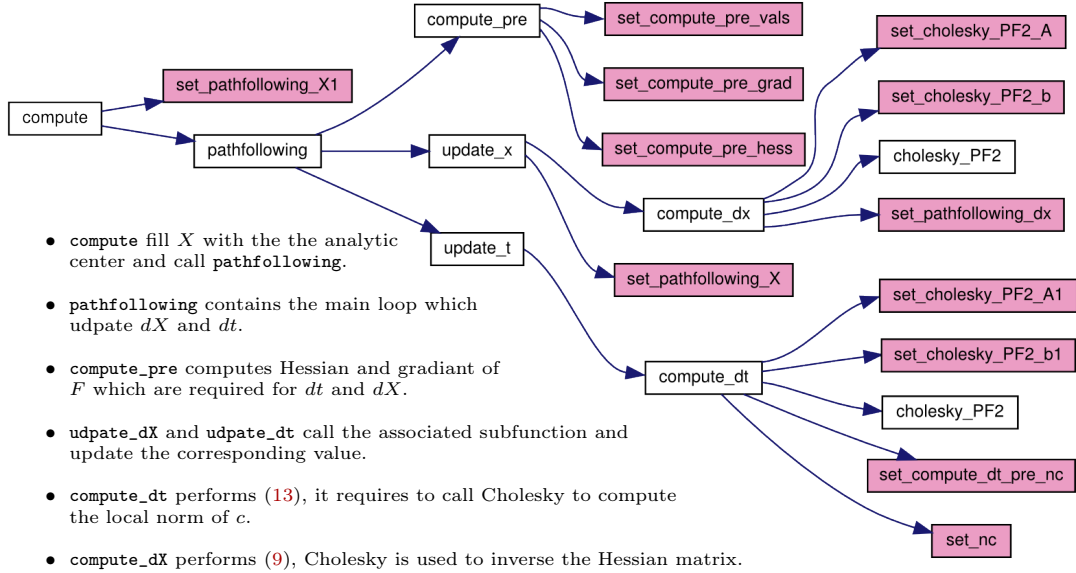 compute_pre
set_compute_pre_vals
set_cholesky_PF2_A
set_pathfollowing_X1
set_compute_pre_grad
set_cholesky_PF2_b
compute
pathfollowing
update_x
set_compute_pre_hess
cholesky_PF2
compute_dx
set_pathfollowing_dx
update_t
set_pathfollowing_X
set_cholesky_PF2_A1
set_cholesky_PF2_b1
compute_dt
cholesky_PF2
set_compute_dt_pre_nc
set_nc
• compute fill X with the the analytic
center and call pathfollowing.
• pathfollowing contains the main loop which
udpate dX and dt.
• compute_pre computes Hessian and gradiant of
F which are required for dt and dX.
• udpate_dX and udpate_dt call the associated subfunction and
update the corresponding value.
• compute_dt performs (13), it requires to call Cholesky to compute
the local norm of c.
• compute_dX performs (9), Cholesky is used to inverse the Hessian matrix.